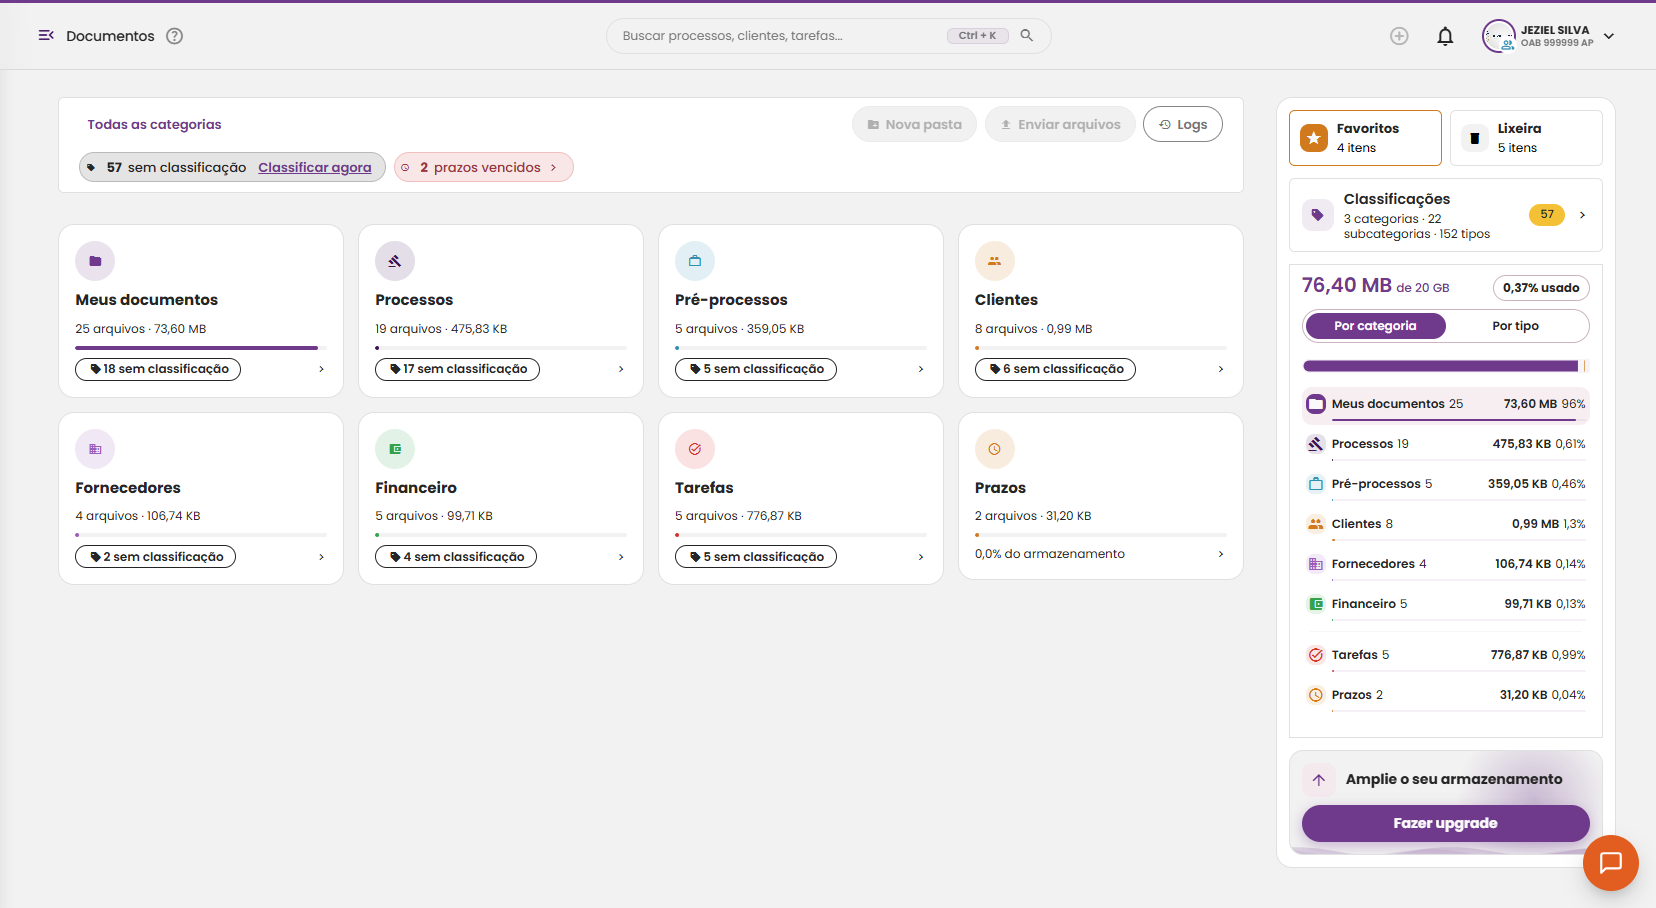 Documentos
Buscar processos, clientes, tarefas...
Ctrl + K
JEZIEL SILVA
OAB 999999 AP
Todas as categorias
Nova pasta
Enviar arquivos
Logs
57 sem classificação Classificar agora
2 prazos vencidos
Meus documentos
25 arquivos · 73,60 MB
18 sem classificação
Processos
19 arquivos · 475,83 KB
17 sem classificação
Pré-processos
5 arquivos · 359,05 KB
5 sem classificação
Clientes
8 arquivos · 0,99 MB
6 sem classificação
Fornecedores
4 arquivos · 106,74 KB
2 sem classificação
Financeiro
5 arquivos · 99,71 KB
4 sem classificação
Tarefas
5 arquivos · 776,87 KB
5 sem classificação
Prazos
2 arquivos · 31,20 KB
0,0% do armazenamento
Favoritos
4 itens
Lixeira
5 itens
Classificações
3 categorias · 22
subcategorias · 152 tipos
57
76,40 MB de 20 GB
0,37% usado
Por categoria
Por tipo
Meus documentos 25 73,60 MB 96%
Processos 19 475,83 KB 0,61%
Pré-processos 5 359,05 KB 0,46%
Clientes 8 0,99 MB 1,3%
Fornecedores 4 106,74 KB 0,14%
Financeiro 5 99,71 KB 0,13%
Tarefas 5 776,87 KB 0,99%
Prazos 2 31,20 KB 0,04%
Amplie o seu armazenamento
Fazer upgrade